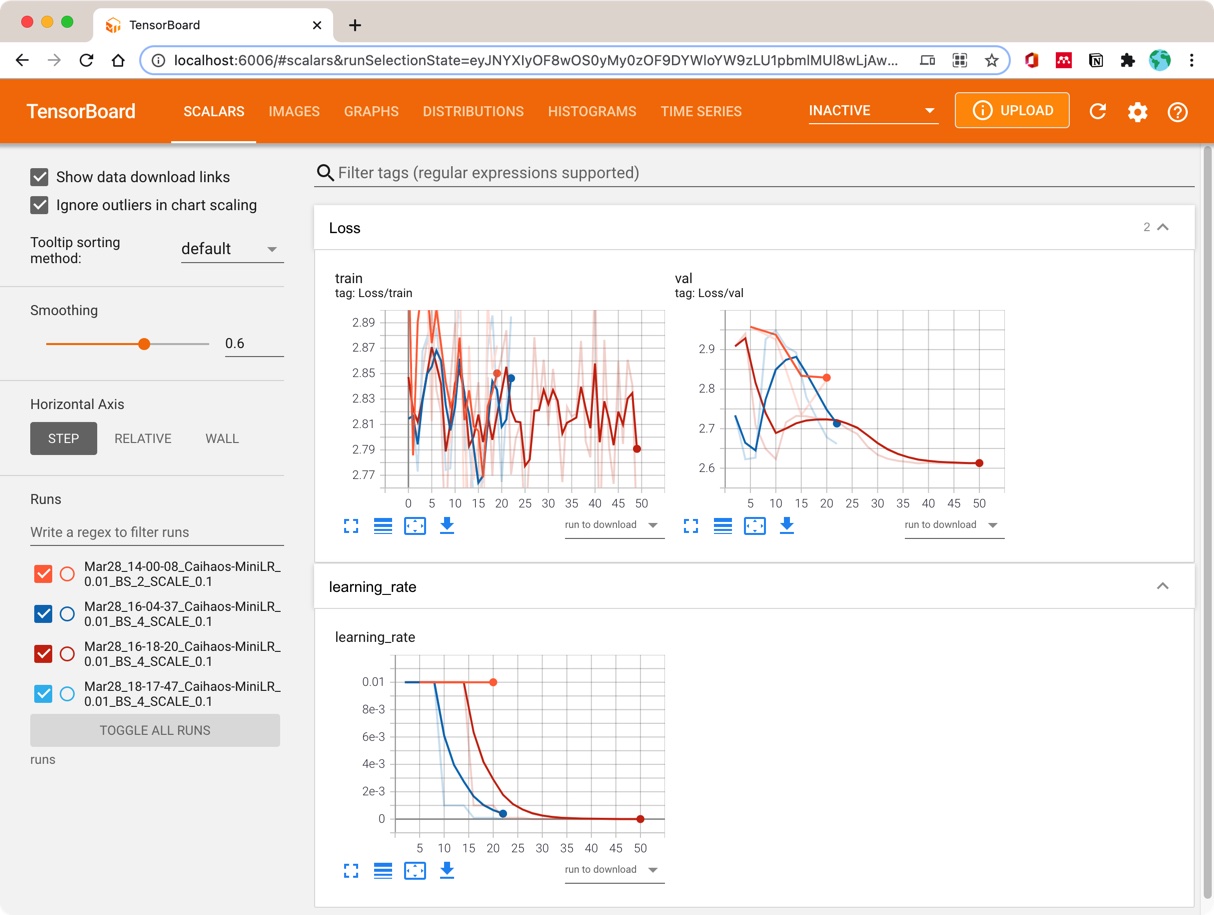 TensorBoard
localhost:6006/#scalars&runSelectionState=eyJNYXIyOF8wOS0yMy0zOF9DYWloYW9zLU1pbmlMUl8wLjAw...
TensorBoard
SCALARS
IMAGES
GRAPHS
DISTRIBUTIONS
HISTOGRAMS
TIME SERIES
INACTIVE
UPLOAD
Show data download links
Ignore outliers in chart scaling
Tooltip sorting
method:
default
Smoothing
0.6
Horizontal Axis
STEP
RELATIVE
WALL
Runs
Write a regex to filter runs
Mar28_14-00-08_Caihaos-MiniLR_
0.01_BS_2_SCALE_0.1
Mar28_16-04-37_Caihaos-MiniLR_
0.01_BS_4_SCALE_0.1
Mar28_16-18-20_Caihaos-MiniLR_
0.01_BS_4_SCALE_0.1
Mar28_18-17-47_Caihaos-MiniLR_
0.01_BS_4_SCALE_0.1
TOGGLE ALL RUNS
runs
Filter tags (regular expressions supported)
Loss
2
train
tag: Loss/train
2.89
2.87
2.85
2.83
2.81
2.79
2.77
0 5 10 15 20 25 30 35 40 45 50
run to download
val
tag: Loss/val
2.9
2.8
2.7
2.6
5 10 15 20 25 30 35 40 45 50
run to download
learning_rate
learning_rate
0.01
8e-3
6e-3
4e-3
2e-3
0
5 10 15 20 25 30 35 40 45 50
run to download